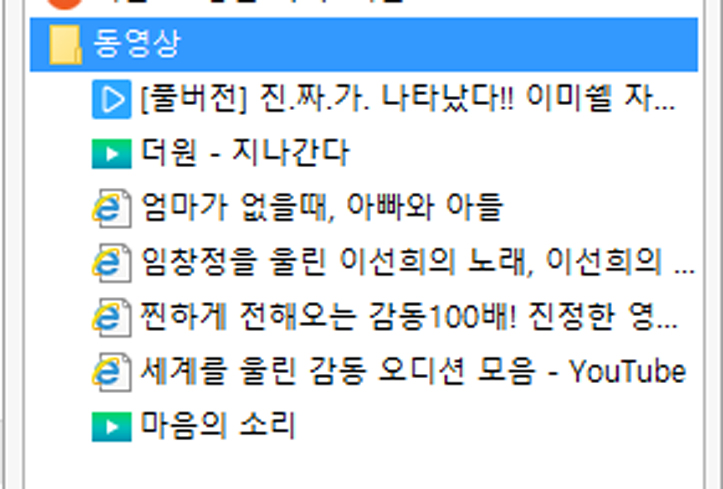 동영상
[풀버전] 진.짜.가. 나타났다!! 이미쉘 자...
더원 - 지나간다
엄마가 없을때, 아빠와 아들
임창정을 울린 이선희의 노래, 이선희의 ...
찐하게 전해오는 감동100배! 진정한 영...
세계를 울린 감동 오디션 모음 - YouTube
마음의 소리